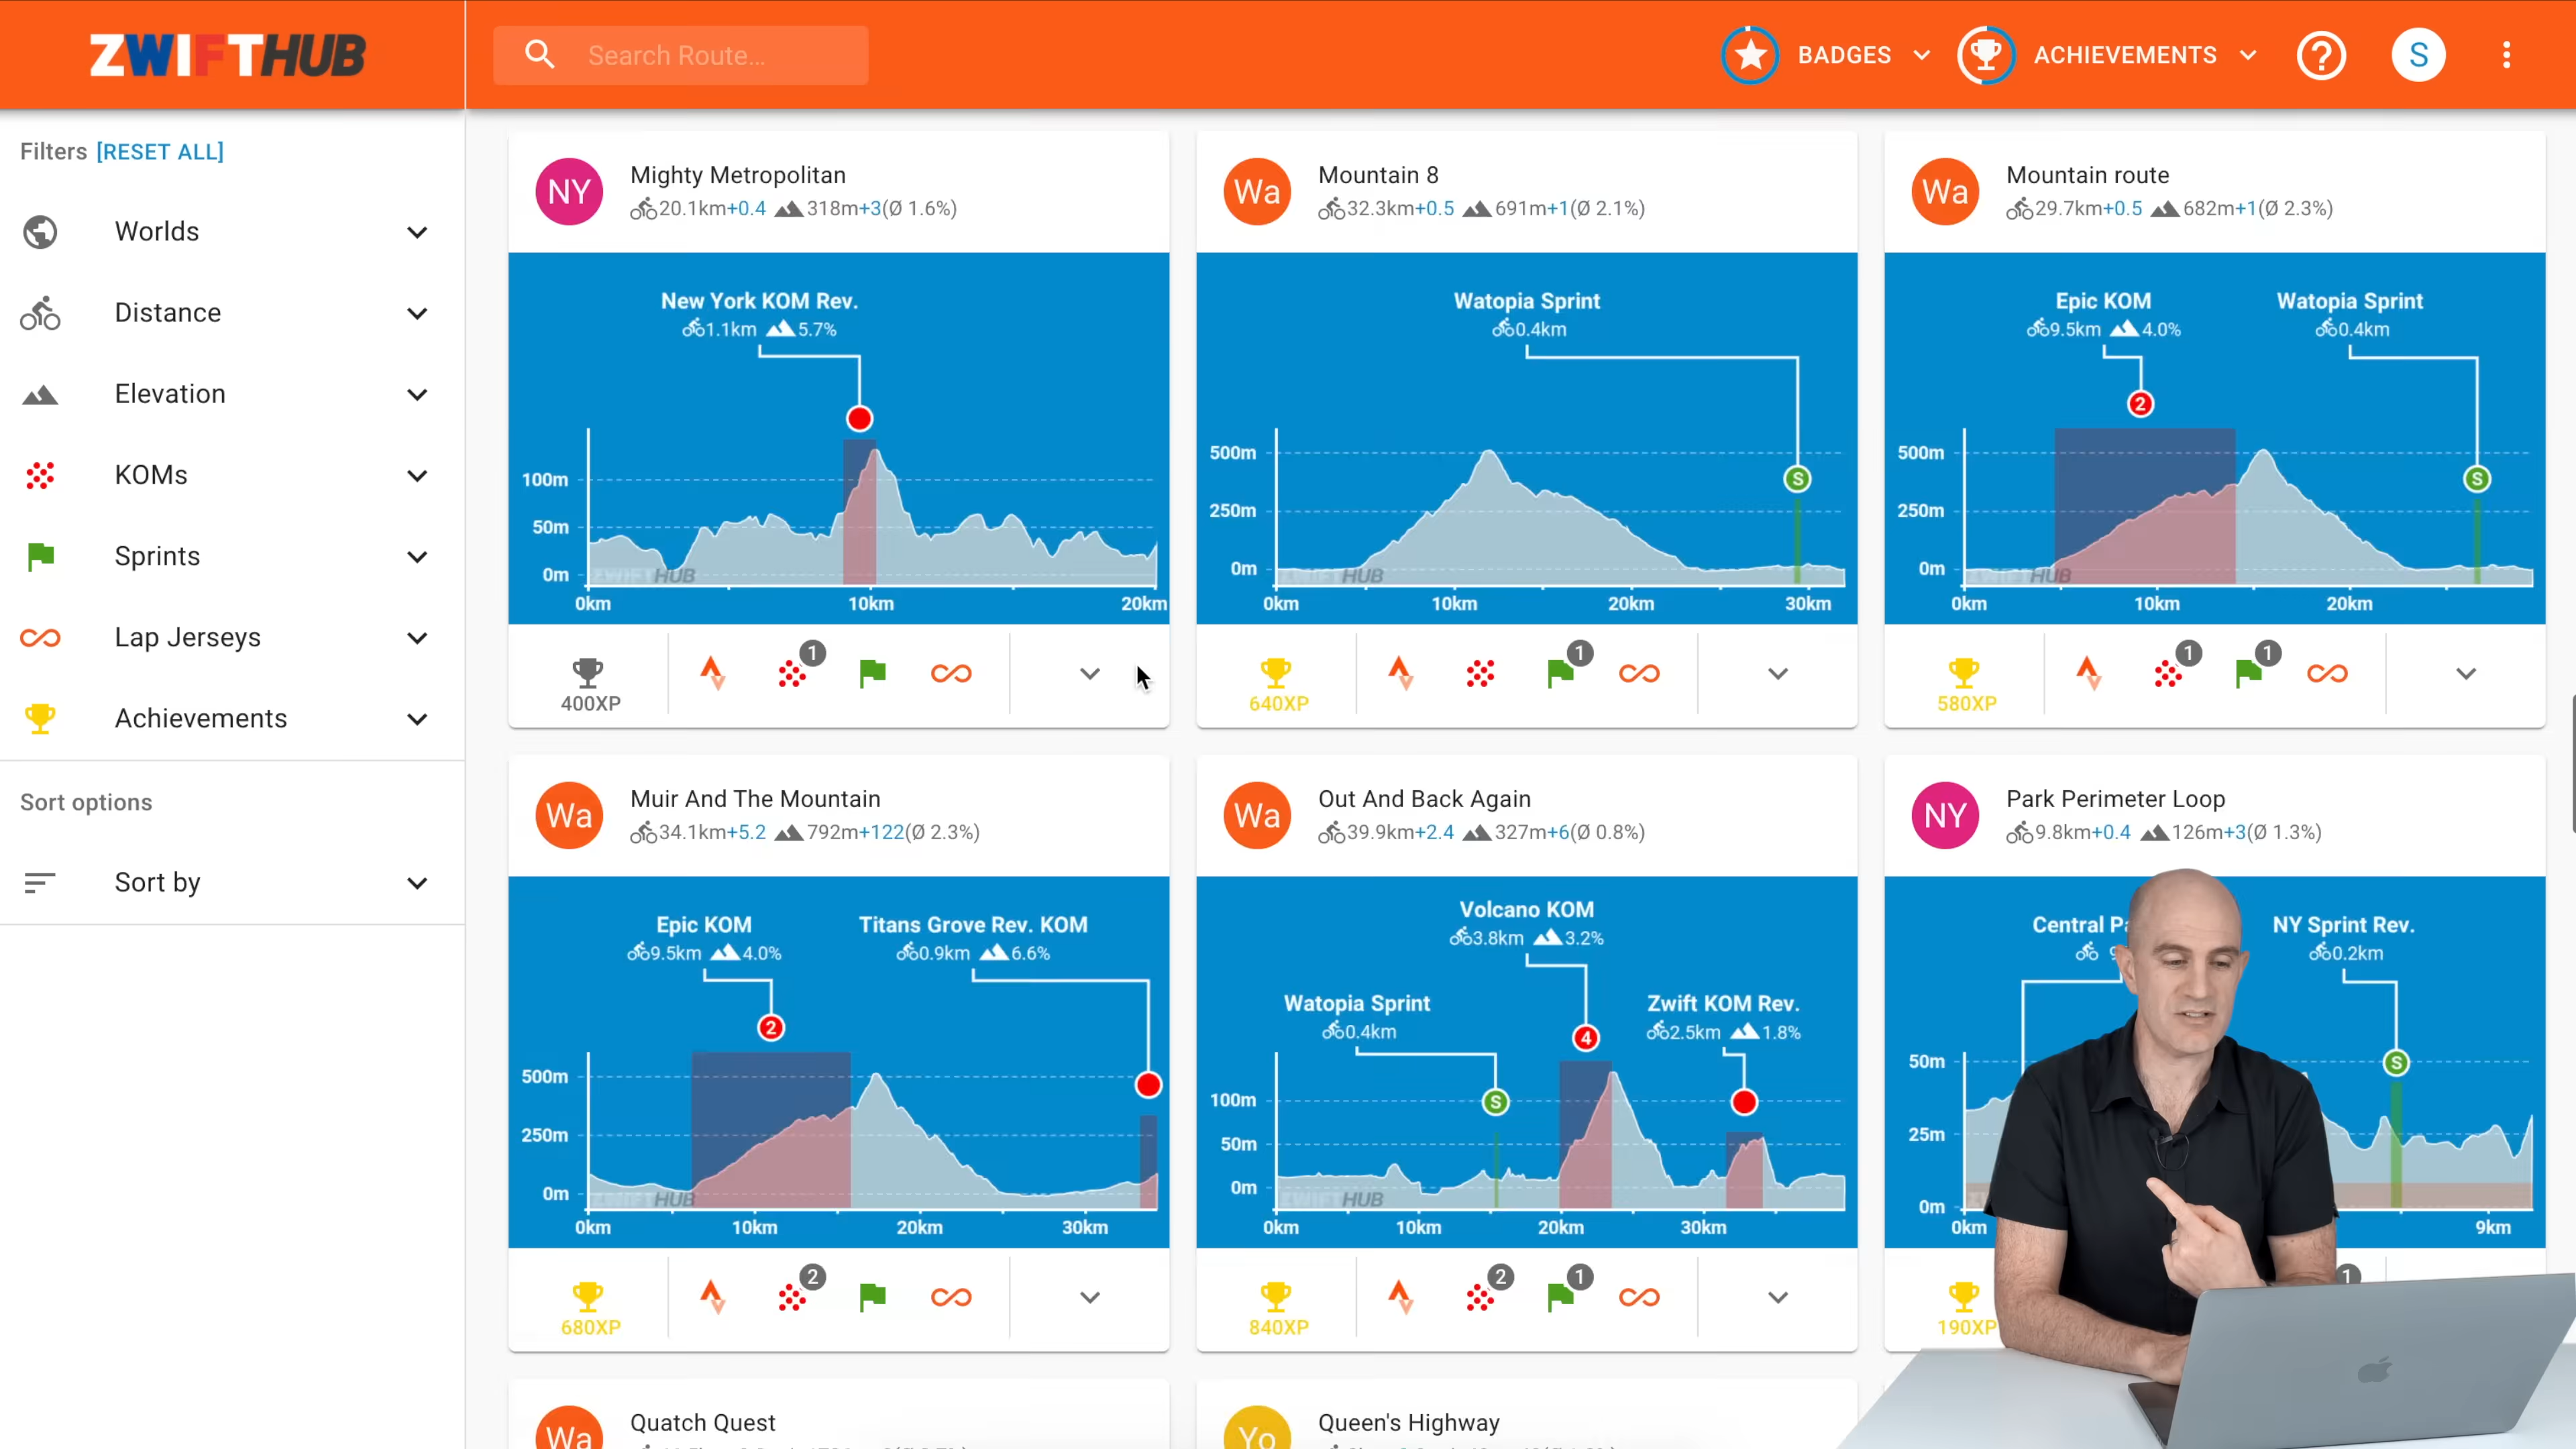 ZWIFTHUB
Search Route...
BADGES
ACHIEVEMENTS
?
S
Filters [RESET ALL]
Worlds
Distance
Elevation
KOMs
Sprints
Lap Jerseys
Achievements
Sort options
Sort by
NY
Mighty Metropolitan
20.1km+0.4 318m+3(Ø 1.6%)
New York KOM Rev.
1.1km 5.7%
100m
50m
0m
ZWIFTHUB
0km 10km 20km
400XP
1
Wa
Mountain 8
32.3km+0.5 691m+1(Ø 2.1%)
Watopia Sprint
0.4km
S
500m
250m
0m
ZWIFTHUB
0km 10km 20km 30km
640XP
1
Wa
Mountain route
29.7km+0.5 682m+1(Ø 2.3%)
Epic KOM
9.5km 4.0%
2
Watopia Sprint
0.4km
S
500m
250m
0m
ZWIFTHUB
0km 10km 20km
580XP
1
1
Wa
Muir And The Mountain
34.1km+5.2 792m+122(Ø 2.3%)
Epic KOM
9.5km 4.0%
2
Titans Grove Rev. KOM
0.9km 6.6%
500m
250m
0m
ZWIFTHUB
0km 10km 20km 30km
680XP
2
Wa
Out And Back Again
39.9km+2.4 327m+6(Ø 0.8%)
Volcano KOM
3.8km 3.2%
4
Watopia Sprint
0.4km
S
Zwift KOM Rev.
2.5km 1.8%
100m
50m
0m
ZWIFTHUB
0km 10km 20km 30km
840XP
2
1
NY
Park Perimeter Loop
9.8km+0.4 126m+3(Ø 1.3%)
Central
NY Sprint Rev.
0.2km
S
50m
25m
0m
0km 9km
190XP
1
Wa
Quatch Quest
Yo
Queen's Highway